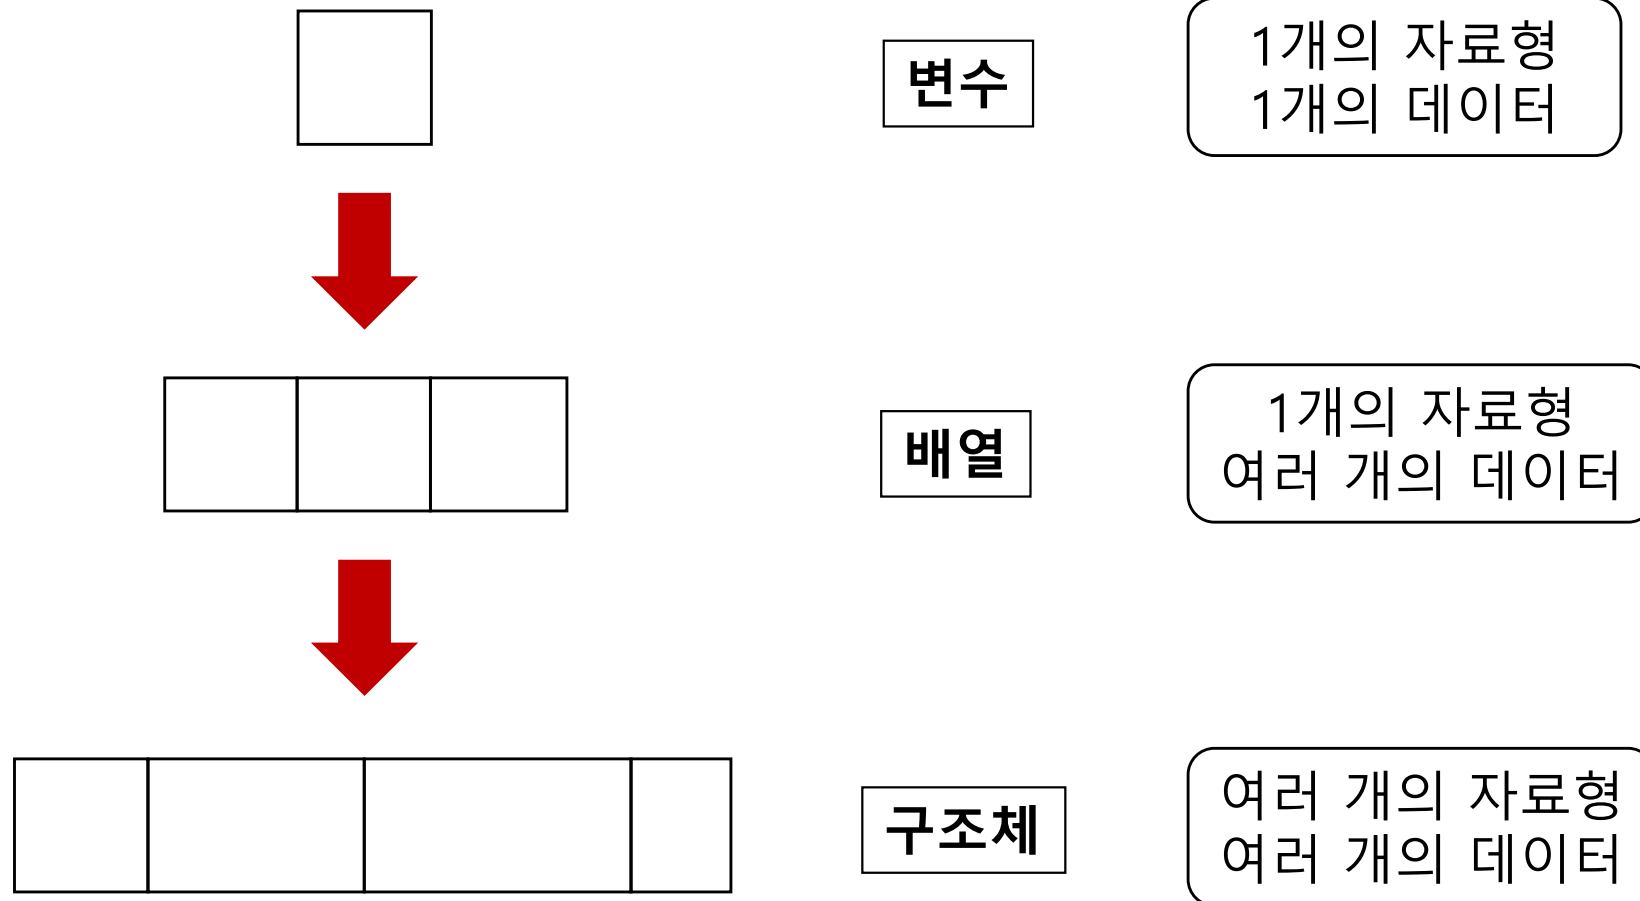 변수
1개의 자료형
1개의 데이터
배열
1개의 자료형
여러 개의 데이터
구조체
여러 개의 자료형
여러 개의 데이터